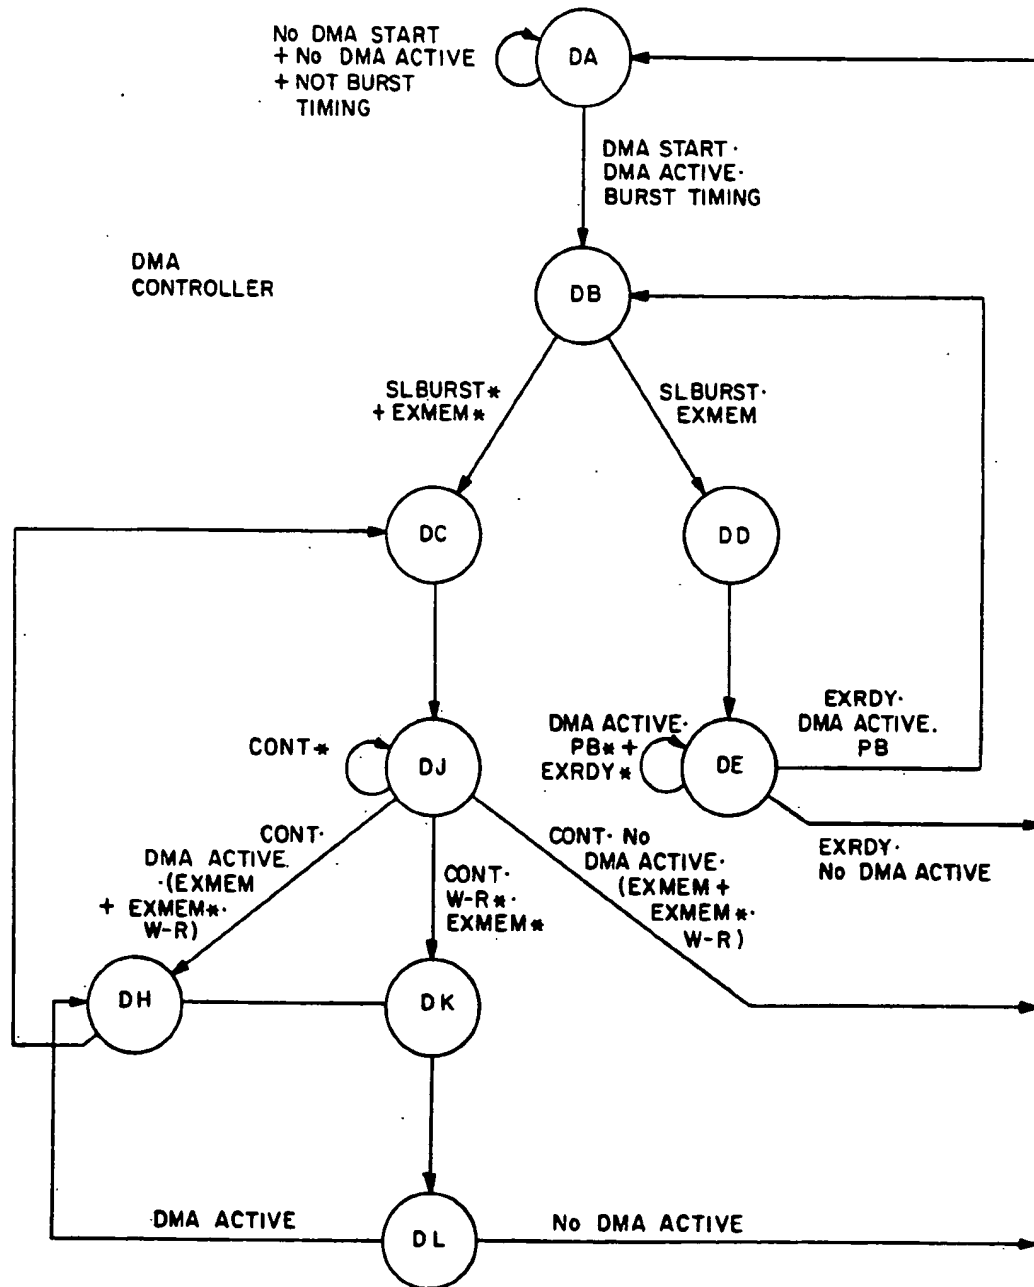 No DMA START
+ No DMA ACTIVE
+ NOT BURST
TIMING
DA
DMA START·
DMA ACTIVE·
BURST TIMING
DMA
CONTROLLER
DB
SLBURST*
+ EXMEM*
SLBURST·
EXMEM
DC
DD
CONT*
DJ
DMA ACTIVE·
PB* +
EXRDY*
DE
EXRDY·
DMA ACTIVE.
PB
CONT·
DMA ACTIVE.
·(EXMEM
+ EXMEM*·
W-R)
CONT·
W-R*·
EXMEM*
CONT· No
DMA ACTIVE·
(EXMEM +
EXMEM*·
W-R)
EXRDY·
No DMA ACTIVE
DH
DK
DMA ACTIVE
DL
No DMA ACTIVE